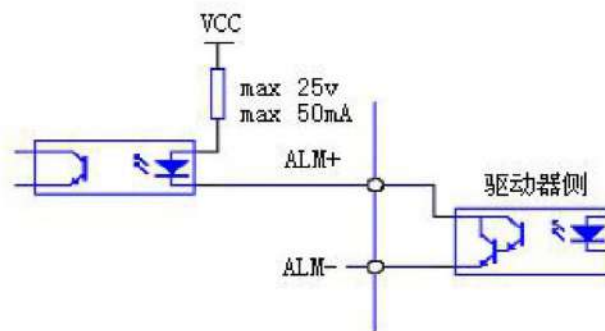 VCC
max 25v
max 50mA
ALM+
驱动器侧
ALM-